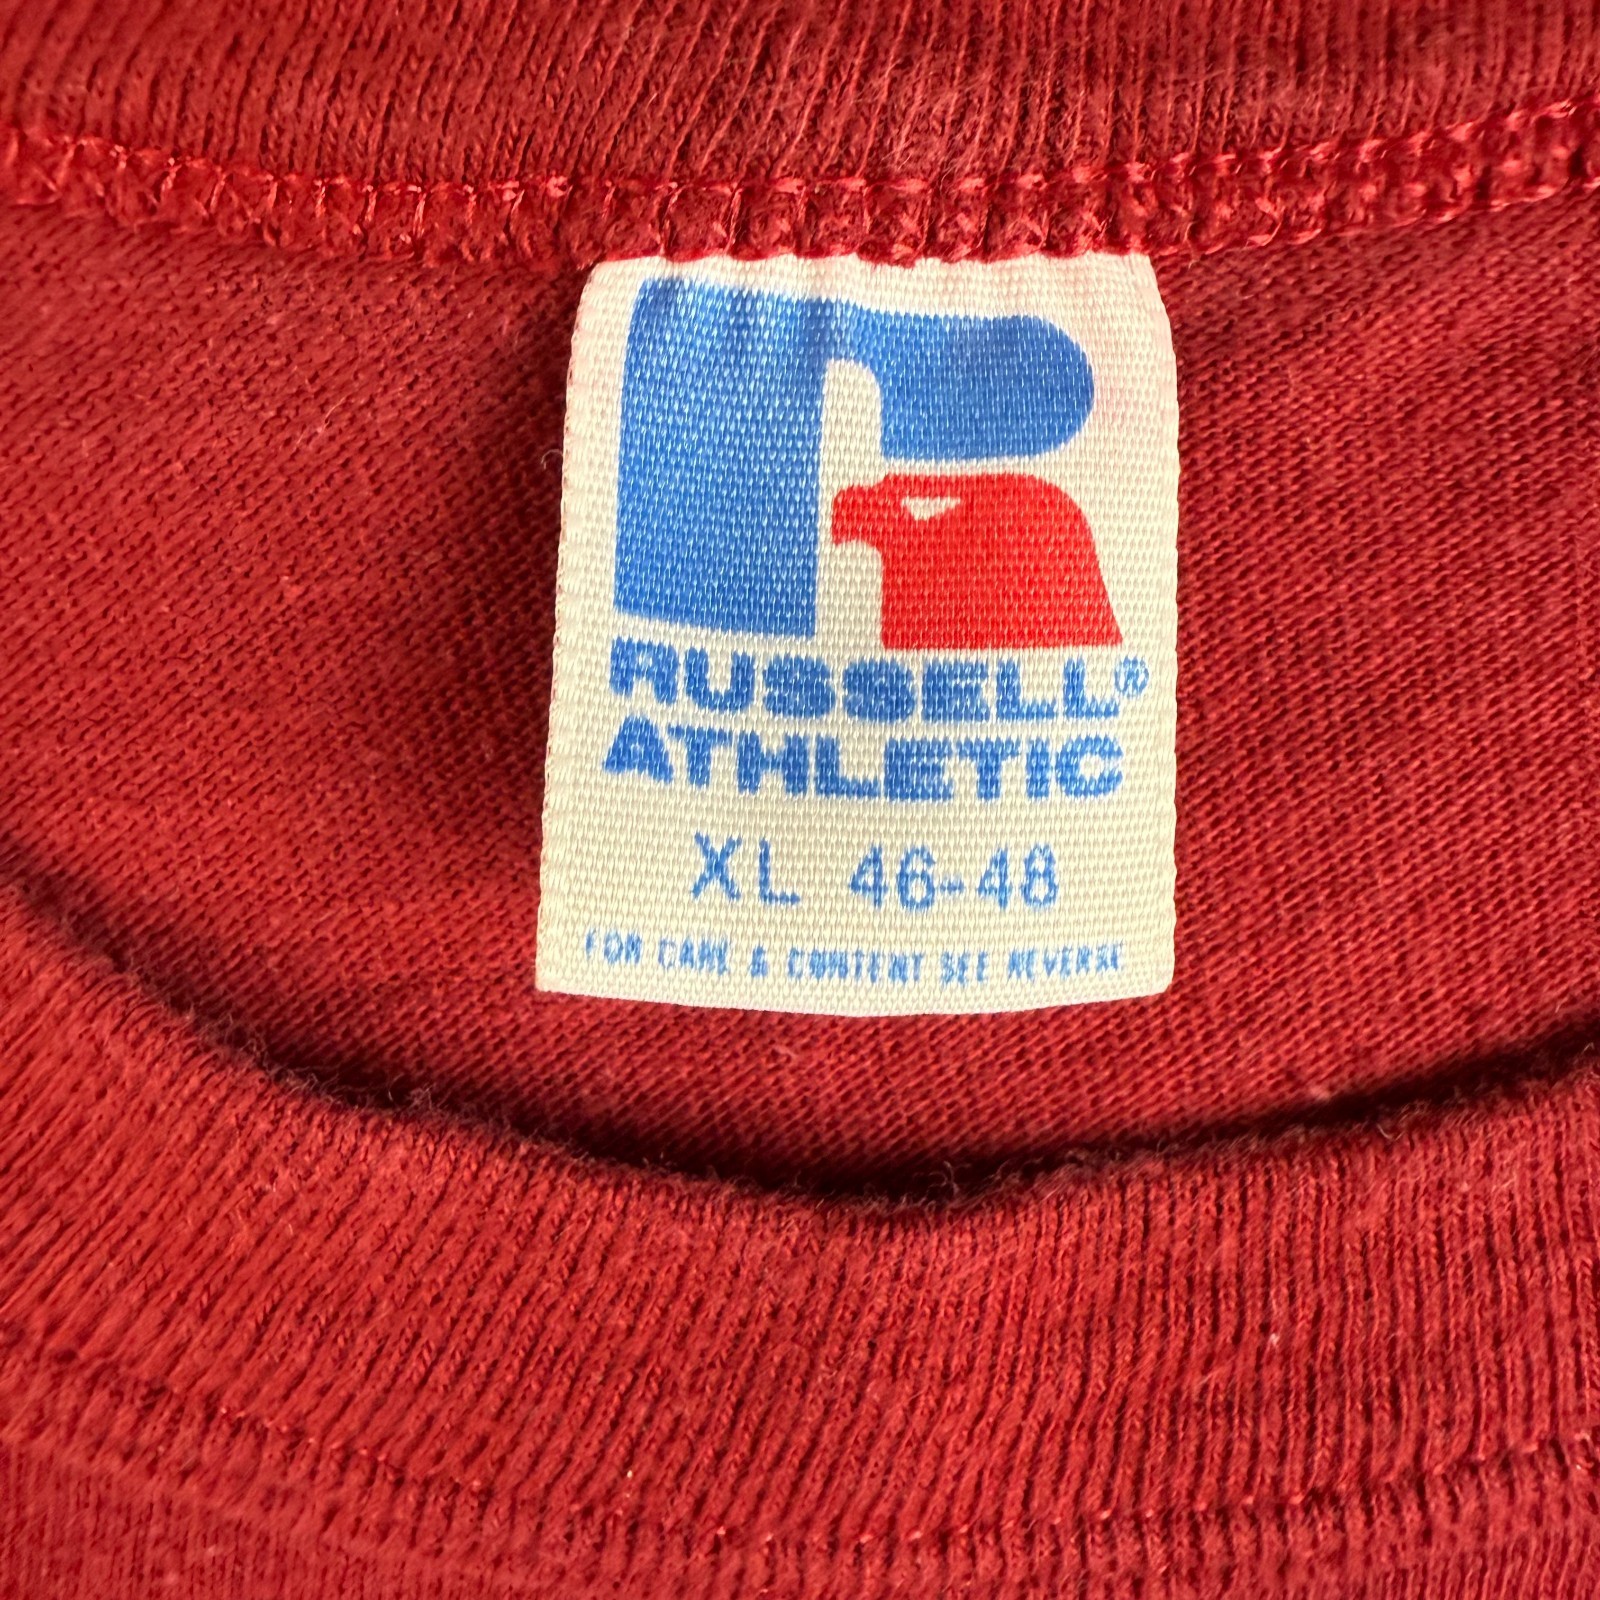 RUSSELL®
ATHLETIC
XL 46-48
FOR CARE & CONTENT SEE REVERSE